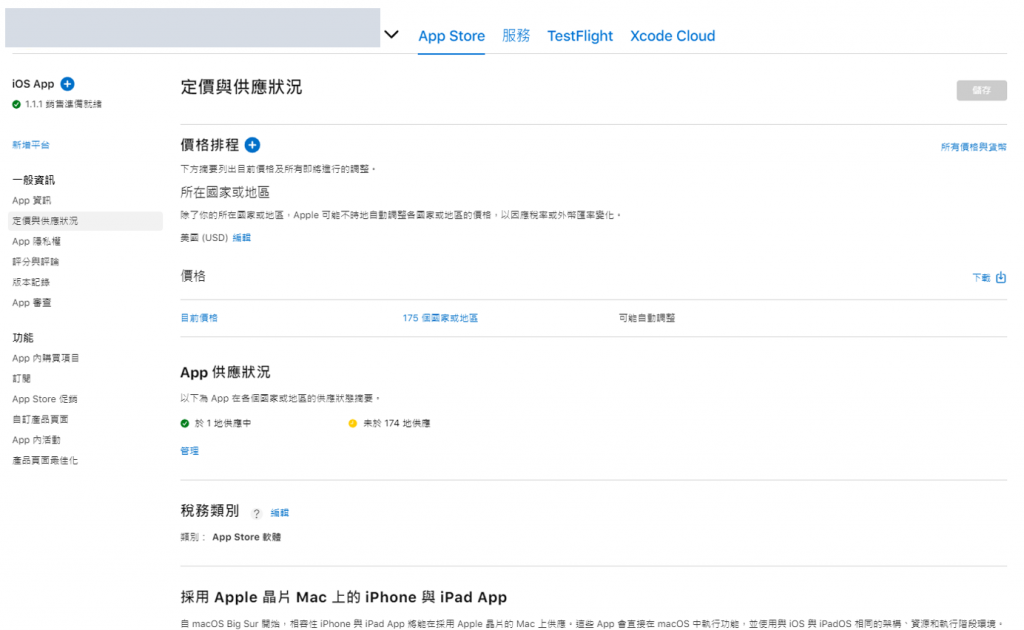 App Store 服務 TestFlight Xcode Cloud
iOS App
1.1.1 銷售準備就緒
新增平台
一般資訊
App 資訊
定價與供應狀況
App 隱私權
評分與評論
版本記錄
App 審查
功能
App 內購買項目
訂閱
App Store 促銷
自訂產品頁面
App 內活動
產品頁面最佳化
定價與供應狀況
儲存
價格排程
所有價格與貨幣
下方摘要列出目前價格及所有即將進行的調整。
所在國家或地區
除了你的所在國家或地區，Apple 可能不時地自動調整各國家或地區的價格，以因應稅率或外幣匯率變化。
美國 (USD) 編輯
價格
下載
目前價格 175 個國家或地區 可能自動調整
App 供應狀況
以下為 App 在各個國家或地區的供應狀態摘要。
於 1 地供應中 未於 174 地供應
管理
稅務類別 ? 編輯
類別： App Store 軟體
採用 Apple 晶片 Mac 上的 iPhone 與 iPad App
自 macOS Big Sur 開始，相容性 iPhone 與 iPad App 將能在採用 Apple 晶片的 Mac 上供應。這些 App 會直接在 macOS 中執行功能，並使用與 iOS 與 iPadOS 相同的架構、資源和執行階段環境。